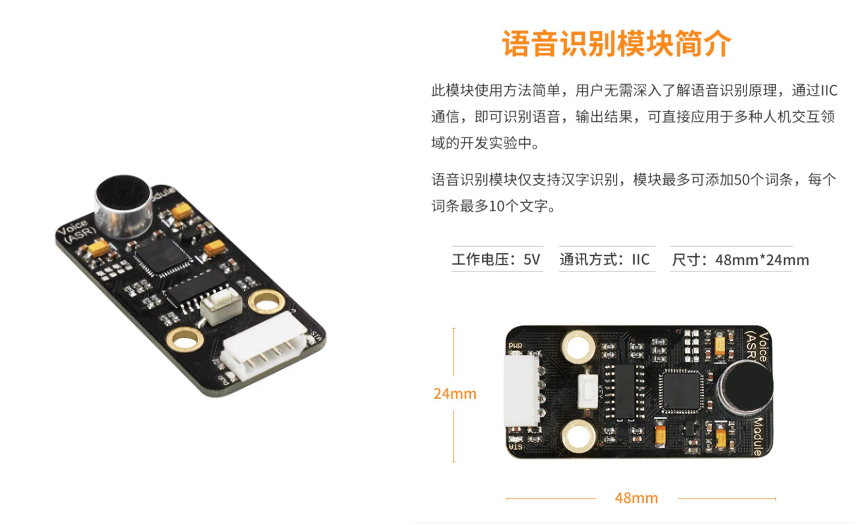 语音识别模块简介
此模块使用方法简单，用户无需深入了解语音识别原理，通过IIC
通信，即可识别语音，输出结果，可直接应用于多种人机交互领
域的开发实验中。
语音识别模块仅支持汉字识别，模块最多可添加50个词条，每个
词条最多10个文字。
工作电压：5V 通讯方式：IIC 尺寸：48mm*24mm
Voice
(ASR)
Module
PWR
Voice
(ASR)
Module
24mm
48mm